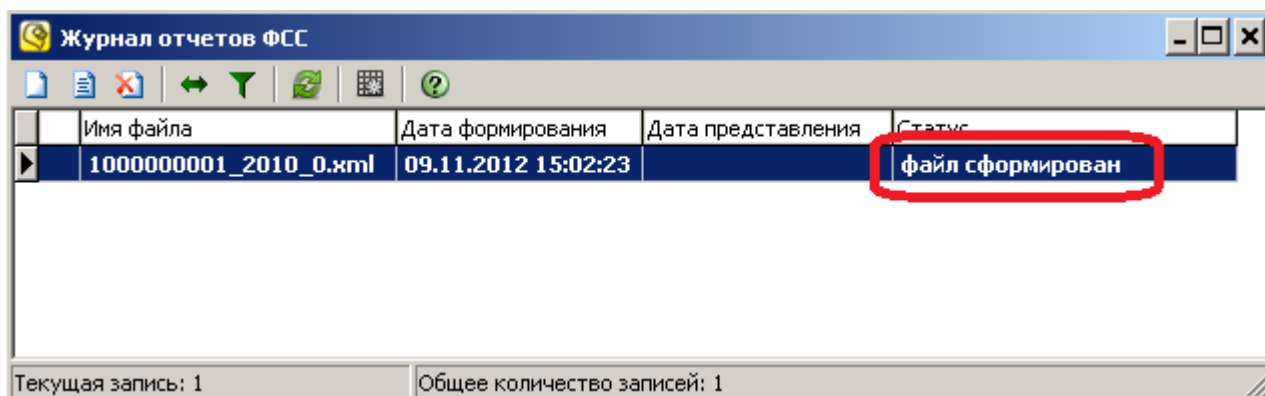 Журнал отчетов ФСС
Имя файла Дата формирования Дата представления Статус
1000000001_2010_0.xml 09.11.2012 15:02:23 файл сформирован
Текущая запись: 1 Общее количество записей: 1